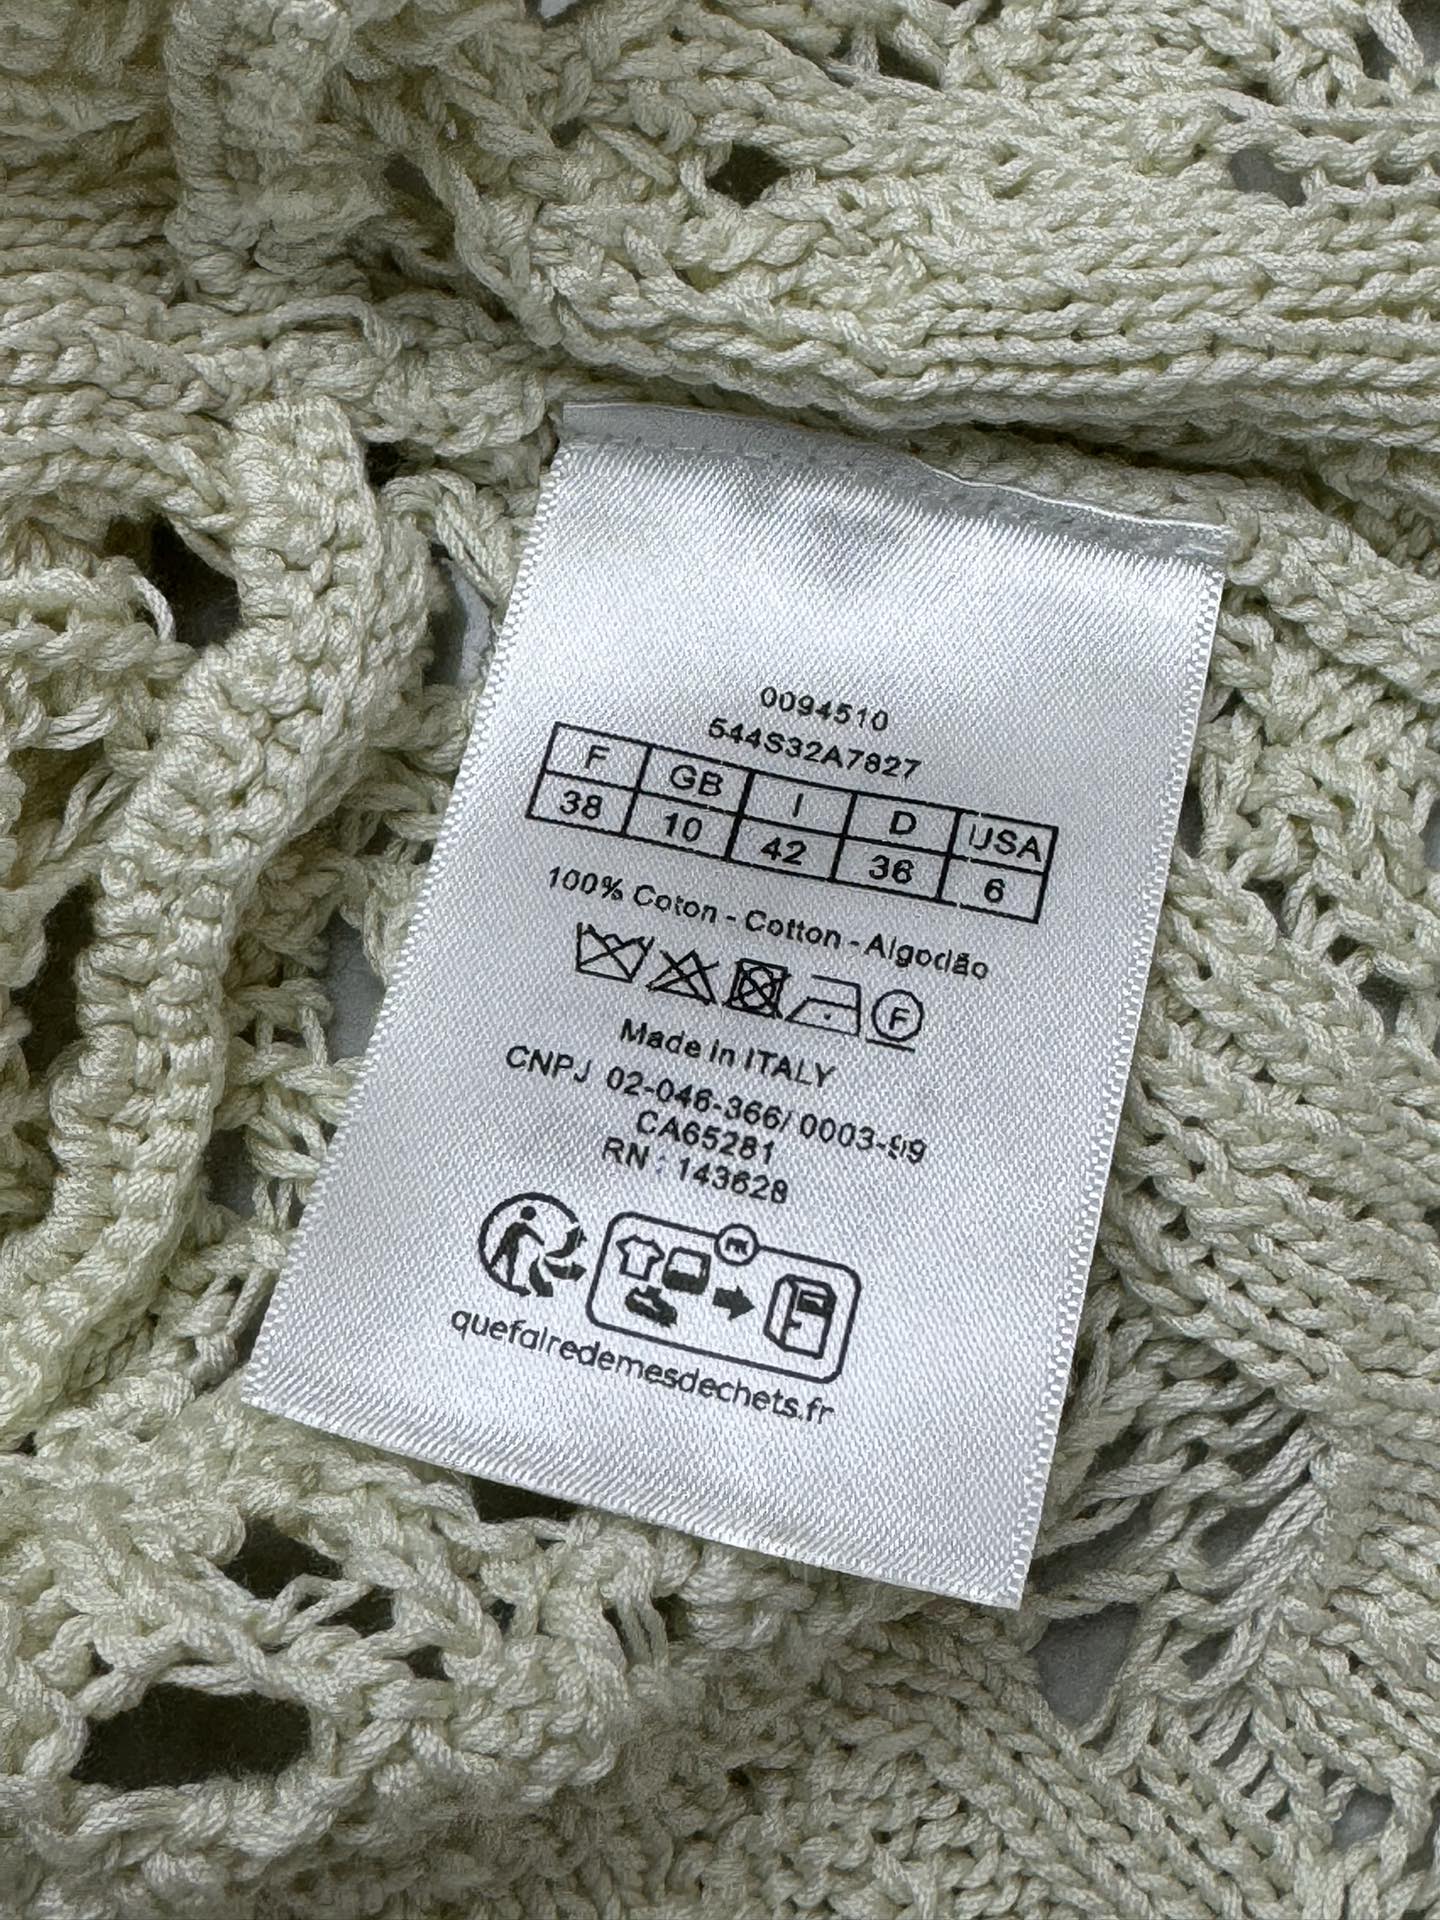 0094510
544S32A7827
F GB I D USA
38 10 42 36 6
100% Coton - Cotton - Algodão
F
Made in ITALY
CNPJ 02-046-366/ 0003-99
CA65281
RN : 143628
FR
quefairedemesdechets.fr